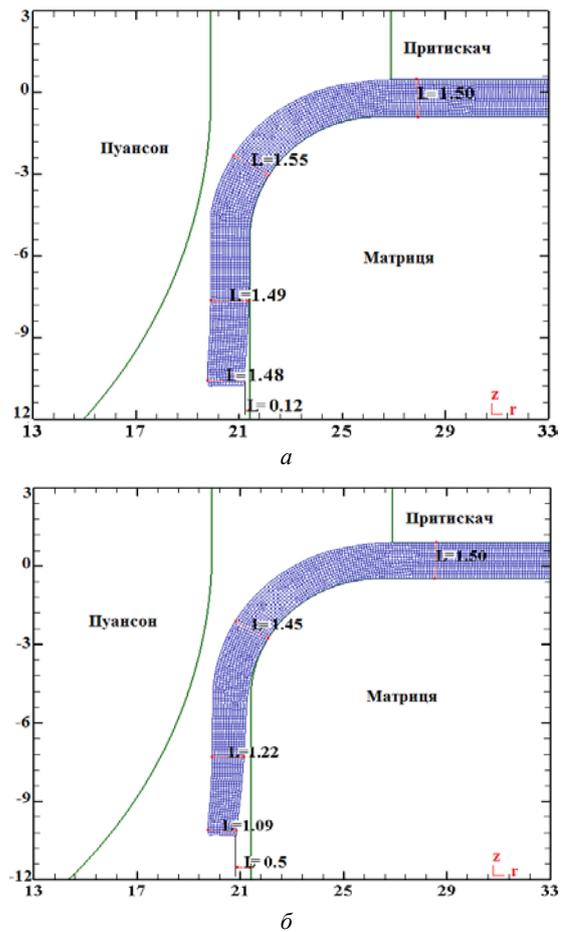 3
Притискач
0
L=1.50
Пуансон
L=1.55
-3
Матриця
-6
L=1.49
-9
L=1.48
L=0.12
z
r
-12
13 17 21 25 29 33
а
3
Притискач
0
L=1.50
Пуансон
L=1.45
-3
Матриця
-6
L=1.22
-9
L=1.09
L=0.5
z
r
-12
13 17 21 25 29 33
б